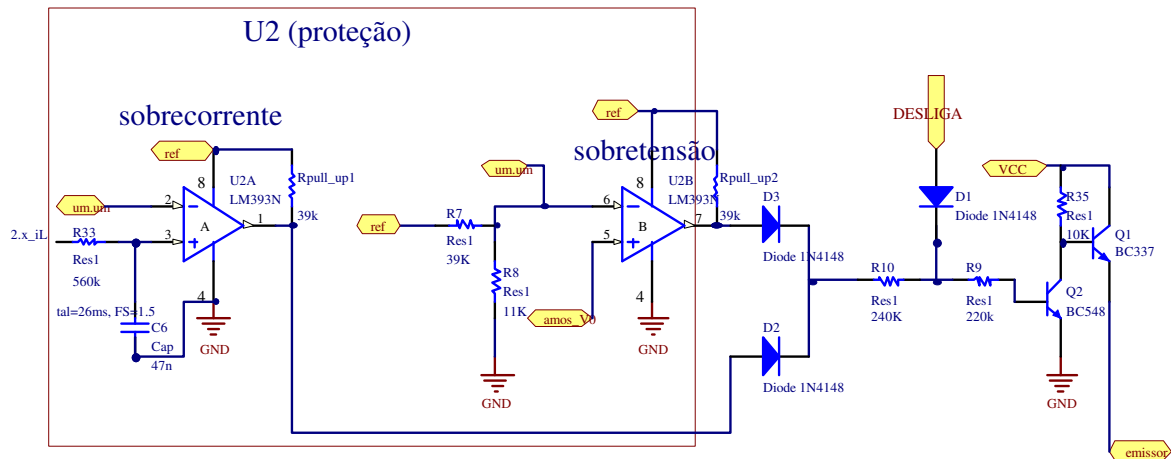 U2 (proteção)
sobrecorrente
ref
8
U2A
LM393N
Rpull_up1
39k
um.um
2
A
1
3
2.x_iL
R33
Res1
560k
4
tal=26ms, FS=1.5
C6
Cap
47n
GND
ref
sobretensão
um.um
8
U2B
LM393N
Rpull_up2
39k
ref
R7
Res1
39K
6
B
7
5
R8
Res1
11K
4
amos_V0
GND
GND
D3
Diode 1N4148
D2
Diode 1N4148
DESLIGA
D1
Diode 1N4148
R10
Res1
240K
R9
Res1
220k
VCC
R35
Res1
10K
Q1
BC337
Q2
BC548
GND
emissor